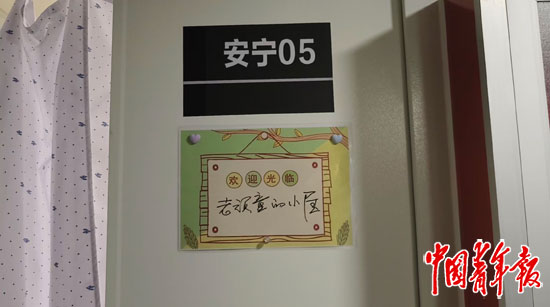 安宁05
欢迎光临
老顽童的小屋
中国青年报